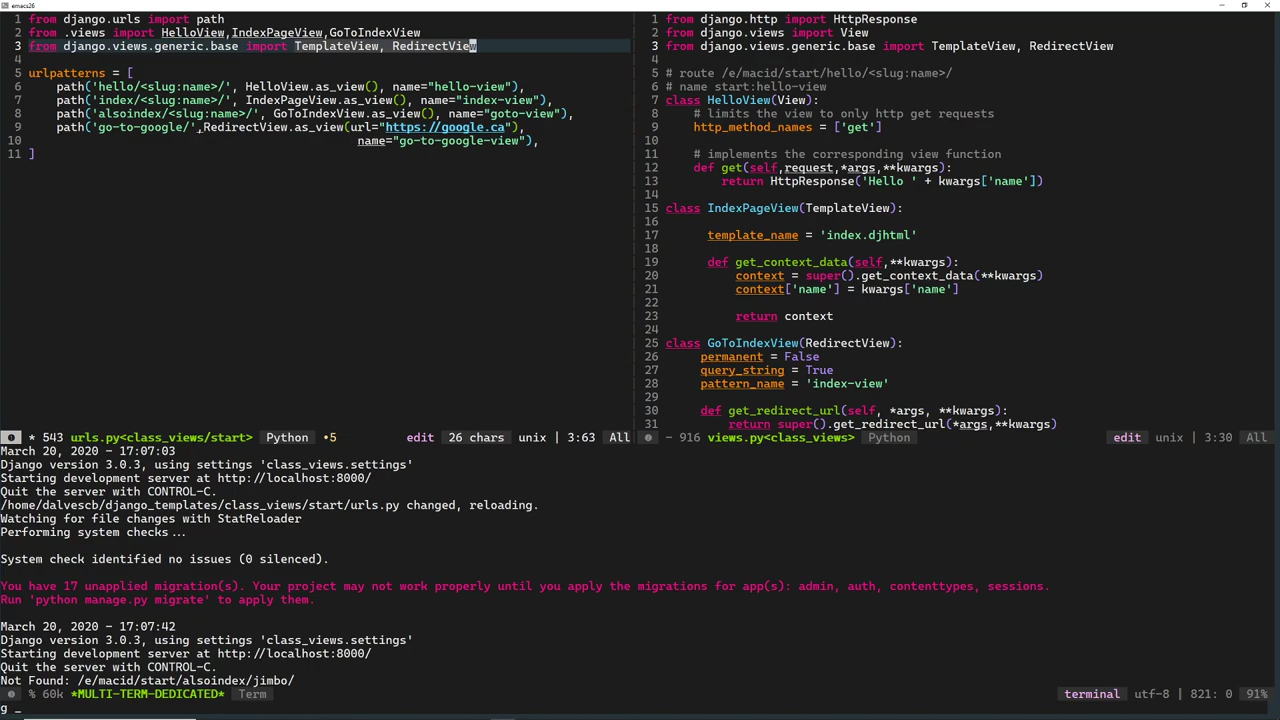 emacs26
1 from django.urls import path
2 from .views import HelloView,IndexPageView,GoToIndexView
3 from django.views.generic.base import TemplateView, RedirectView
4
5 urlpatterns = [
6     path('hello/<slug:name>/', HelloView.as_view(), name="hello-view"),
7     path('index/<slug:name>/', IndexPageView.as_view(), name="index-view"),
8     path('alsoindex/<slug:name>/', GoToIndexView.as_view(), name="goto-view"),
9     path('go-to-google/',RedirectView.as_view(url="https://google.ca"),
10                                                name="go-to-google-view"),
11 ]
❶ * 543 urls.py<class_views/start> Python •5 edit 26 chars unix | 3:63 All
1 from django.http import HttpResponse
2 from django.views import View
3 from django.views.generic.base import TemplateView, RedirectView
4
5 # route /e/macid/start/hello/<slug:name>/
6 # name start:hello-view
7 class HelloView(View):
8     # limits the view to only http get requests
9     http_method_names = ['get']
10
11     # implements the corresponding view function
12     def get(self,request,*args,**kwargs):
13         return HttpResponse('Hello ' + kwargs['name'])
14
15 class IndexPageView(TemplateView):
16
17       template_name = 'index.djhtml'
18
19       def get_context_data(self,**kwargs):
20           context = super().get_context_data(**kwargs)
21           context['name'] = kwargs['name']
22
23           return context
24
25 class GoToIndexView(RedirectView):
26      permanent = False
27      query_string = True
28      pattern_name = 'index-view'
29
30      def get_redirect_url(self, *args, **kwargs):
31          return super().get_redirect_url(*args,**kwargs)
❶ - 916 views.py<class_views> Python edit unix | 3:30 All
March 20, 2020 - 17:07:03
Django version 3.0.3, using settings 'class_views.settings'
Starting development server at http://localhost:8000/
Quit the server with CONTROL-C.
/home/dalvescb/django_templates/class_views/start/urls.py changed, reloading.
Watching for file changes with StatReloader
Performing system checks...
System check identified no issues (0 silenced).
You have 17 unapplied migration(s). Your project may not work properly until you apply the migrations for app(s): admin, auth, contenttypes, sessions.
Run 'python manage.py migrate' to apply them.
March 20, 2020 - 17:07:42
Django version 3.0.3, using settings 'class_views.settings'
Starting development server at http://localhost:8000/
Quit the server with CONTROL-C.
Not Found: /e/macid/start/alsoindex/jimbo/
❶ % 60k *MULTI-TERM-DEDICATED* Term terminal utf-8 | 821: 0 91%
g _